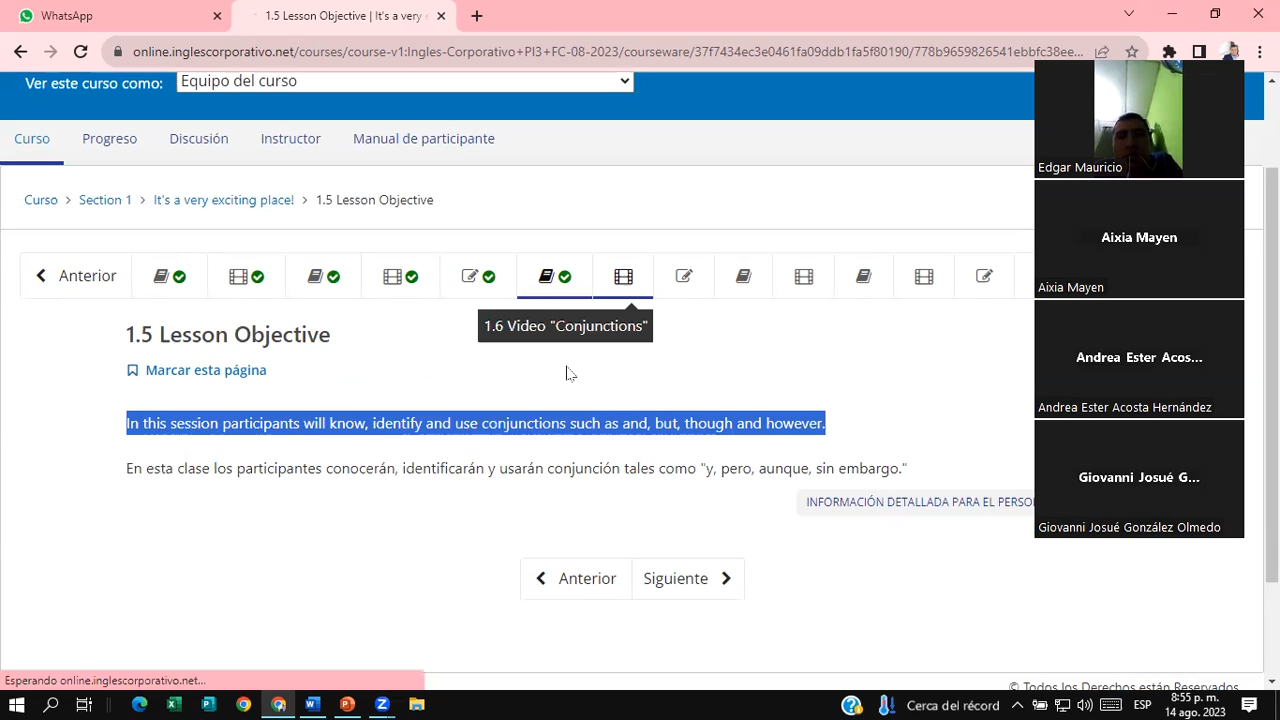 WhatsApp
1.5 Lesson Objective | It's a very e
online.inglescorporativo.net/courses/course-v1:Ingles-Corporativo+PI3+FC-08-2023/courseware/37f7434ec3e0461fa09ddb1fa5f80190/778b9659826541ebbfc38ee...
Ver este curso como:
Equipo del curso
Curso
Progreso
Discusión
Instructor
Manual de participante
Edgar Mauricio
Curso > Section 1 > It's a very exciting place! > 1.5 Lesson Objective
Aixia Mayen
Aixia Mayen
Anterior
1.6 Video "Conjunctions"
1.5 Lesson Objective
Marcar esta página
Andrea Ester Acos...
Andrea Ester Acosta Hernández
In this session participants will know, identify and use conjunctions such as and, but, though and however.
En esta clase los participantes conocerán, identificarán y usarán conjunción tales como "y, pero, aunque, sin embargo."
Giovanni Josué G...
Giovanni Josué González Olmedo
INFORMACIÓN DETALLADA PARA EL PERSON
Anterior
Siguiente
Esperando online.inglescorporativo.net...
© Todos los Derechos están Reservados
Cerca del récord
ESP
8:55 p. m.
14 ago. 2023